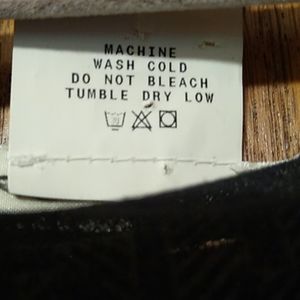 MACHINE
WASH COLD
DO NOT BLEACH
TUMBLE DRY LOW